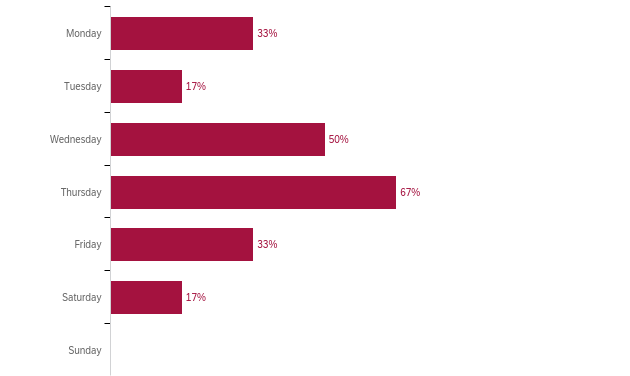 Monday 33%
Tuesday 17%
Wednesday 50%
Thursday 67%
Friday 33%
Saturday 17%
Sunday